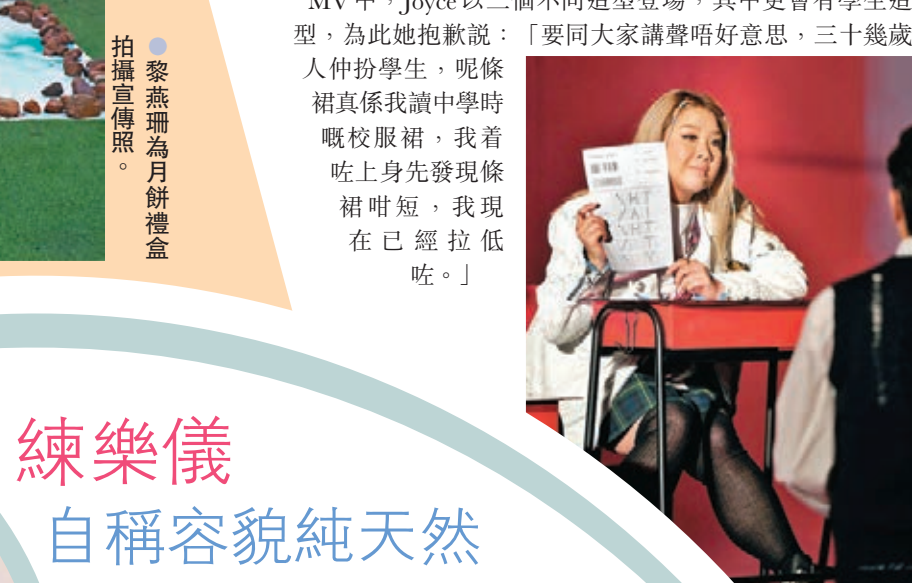 MV中，Joyce以三個不同造型登場，其中更會有學生造
型，為此她抱歉説：「要同大家講聲唔好意思，三十幾歲
人仲扮學生，呢條
裙真係我讀中學時
嘅校服裙，我着
咗上身先發現條
裙咁短，我現
在已經拉低
咗。」
●黎燕珊為月餅禮盒
拍攝宣傳照。
練樂儀
自稱容貌純天然